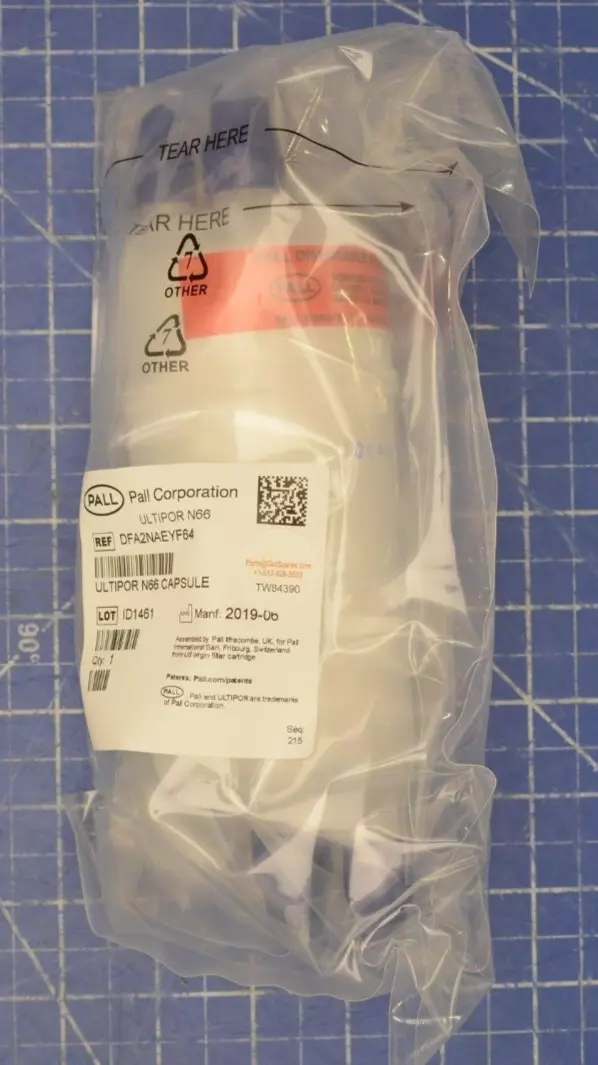 TEAR HERE
TEAR HERE
7
OTHER
7
OTHER
PALL
PALL
Pall Corporation
ULTIPOR N66
REF DFA2NAEYF64
ULTIPOR N66 CAPSULE
TW84390
LOT ID1461
Manf. 2019-06
Qty. 1
Assembled by Pall Ilfracombe, UK, for Pall
International Sàrl, Fribourg, Switzerland
from US origin filter cartridge
Patents: Pall.com/patents
PALL Pall and ULTIPOR are trademarks
of Pall Corporation.
Seq:
215
90